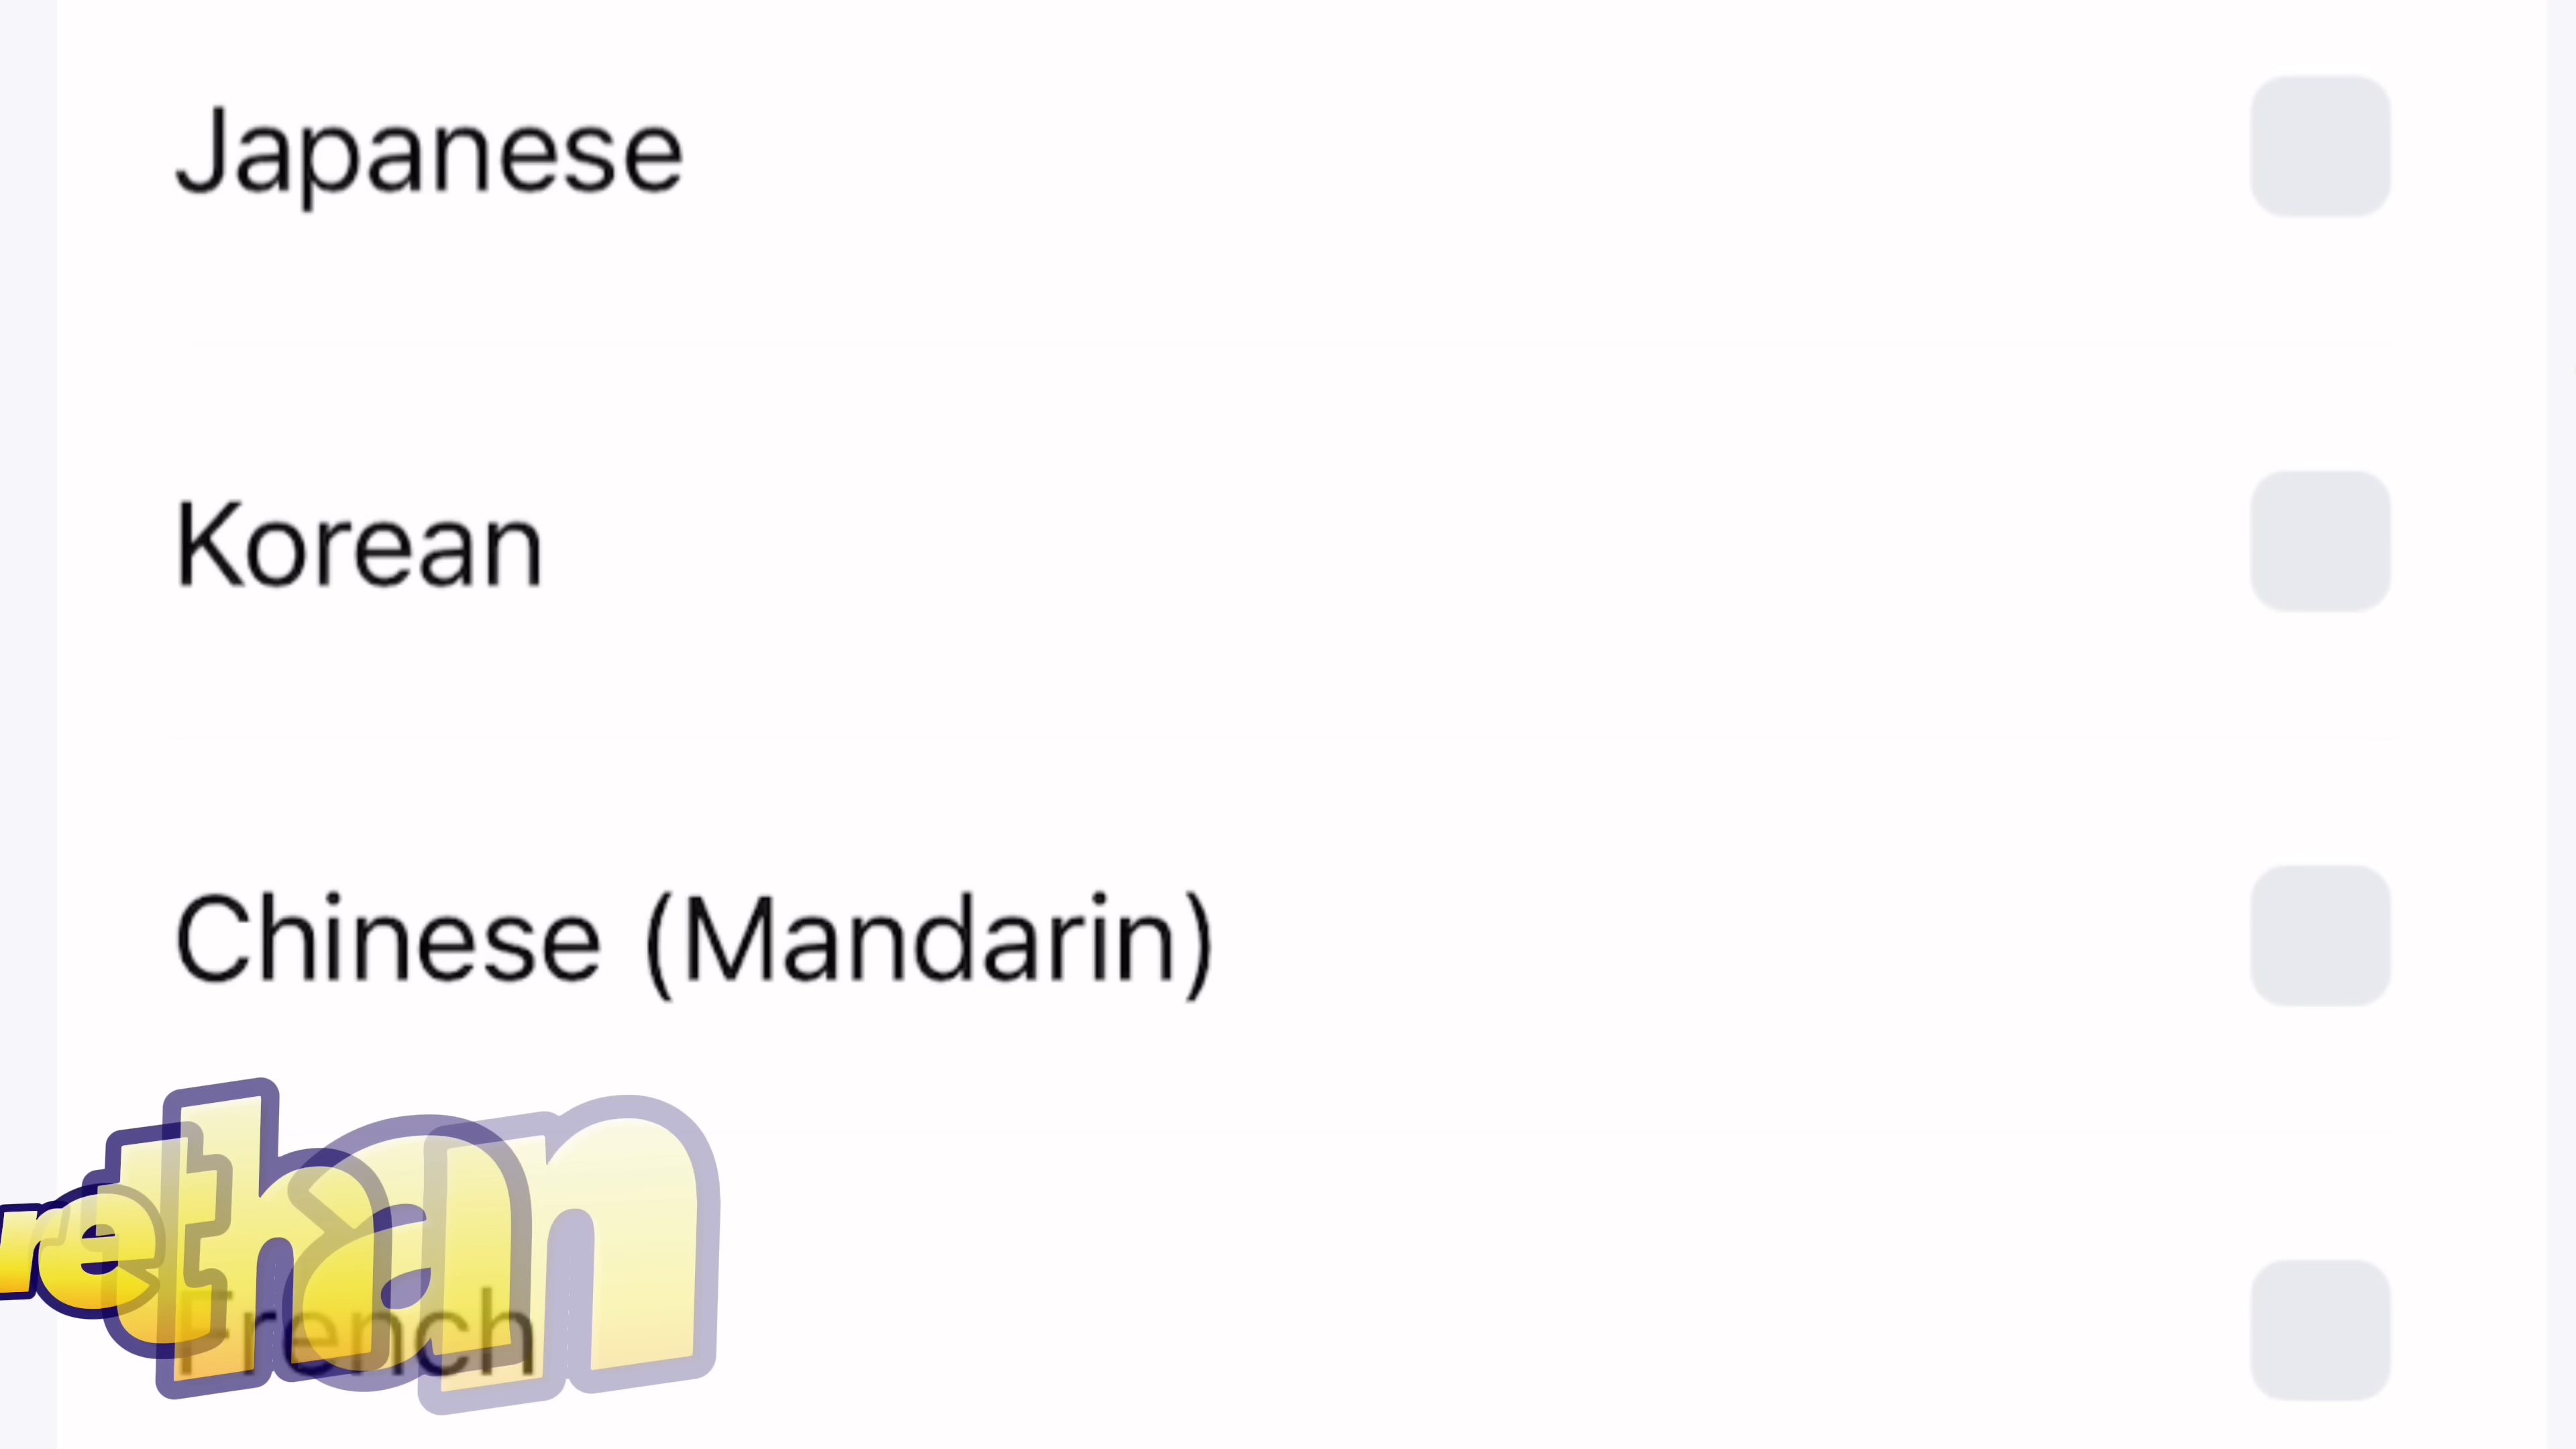 Japanese
Korean
Chinese (Mandarin)
French
than